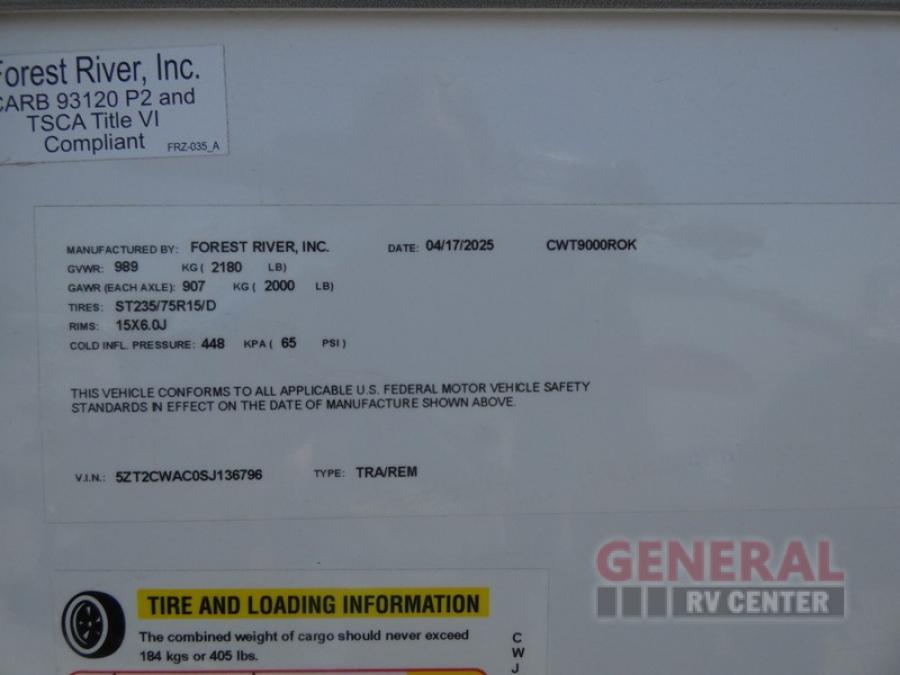 Forest River, Inc.
CARB 93120 P2 and
TSCA Title VI
Compliant FRZ-035_A
MANUFACTURED BY: FOREST RIVER, INC. DATE: 04/17/2025 CWT9000ROK
GVWR: 989 KG ( 2180 LB)
GAWR (EACH AXLE): 907 KG ( 2000 LB)
TIRES: ST235/75R15/D
RIMS: 15X6.0J
COLD INFL. PRESSURE: 448 KPA ( 65 PSI )
THIS VEHICLE CONFORMS TO ALL APPLICABLE U.S. FEDERAL MOTOR VEHICLE SAFETY
STANDARDS IN EFFECT ON THE DATE OF MANUFACTURE SHOWN ABOVE.
V.I.N.: 5ZT2CWAC0SJ136796 TYPE: TRA/REM
GENERAL
RV CENTER
TIRE AND LOADING INFORMATION
The combined weight of cargo should never exceed
184 kgs or 405 lbs.
C
W
J